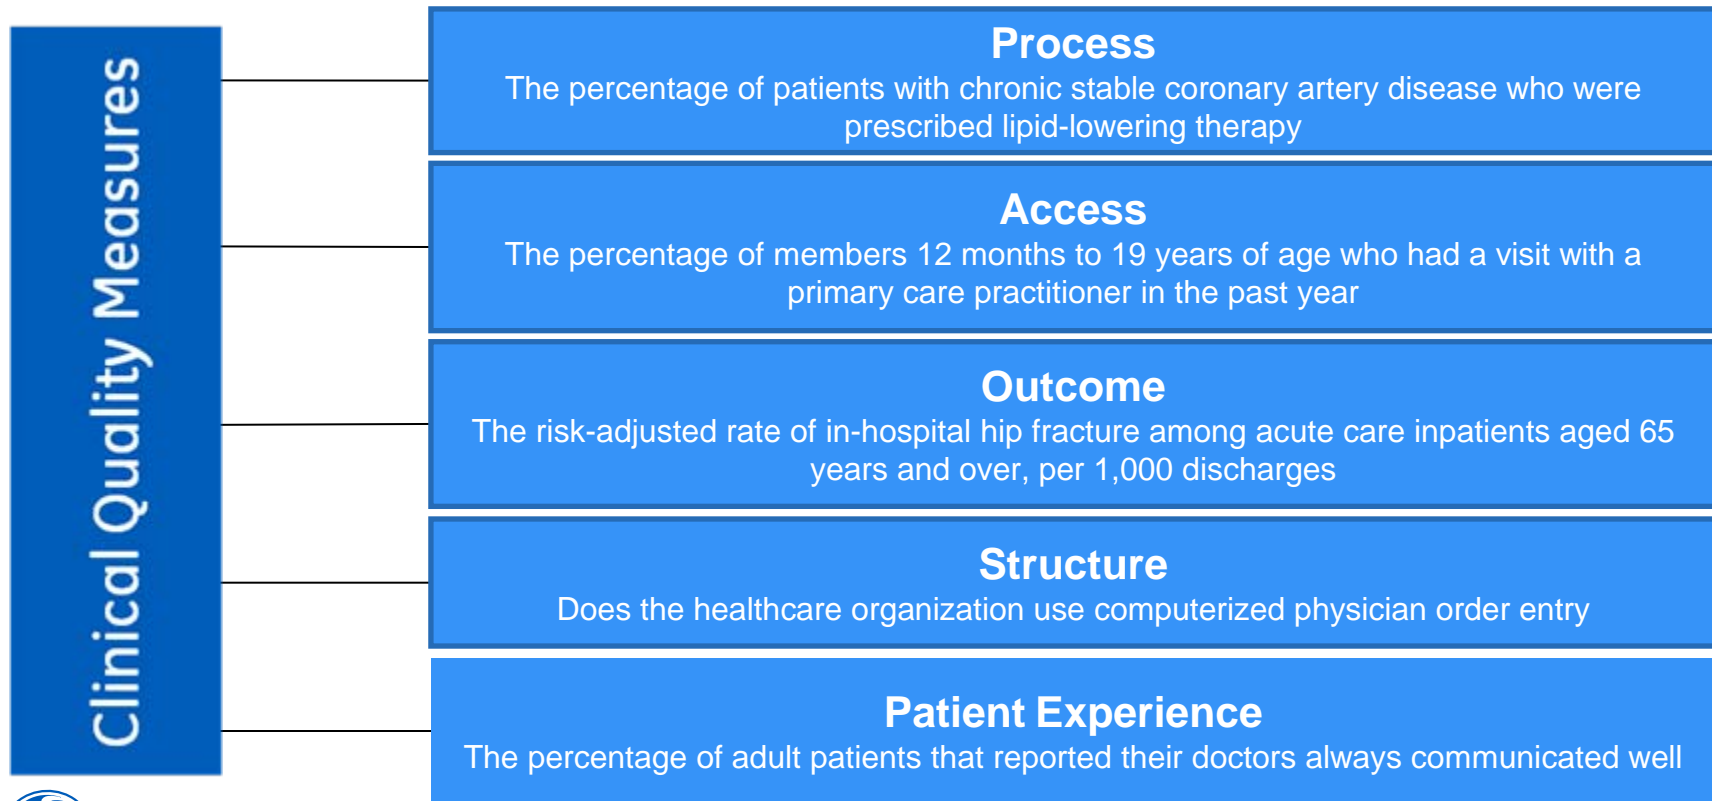 Clinical Quality Measures
Process
The percentage of patients with chronic stable coronary artery disease who were
prescribed lipid-lowering therapy
Access
The percentage of members 12 months to 19 years of age who had a visit with a
primary care practitioner in the past year
Outcome
The risk-adjusted rate of in-hospital hip fracture among acute care inpatients aged 65
years and over, per 1,000 discharges
Structure
Does the healthcare organization use computerized physician order entry
Patient Experience
The percentage of adult patients that reported their doctors always communicated well